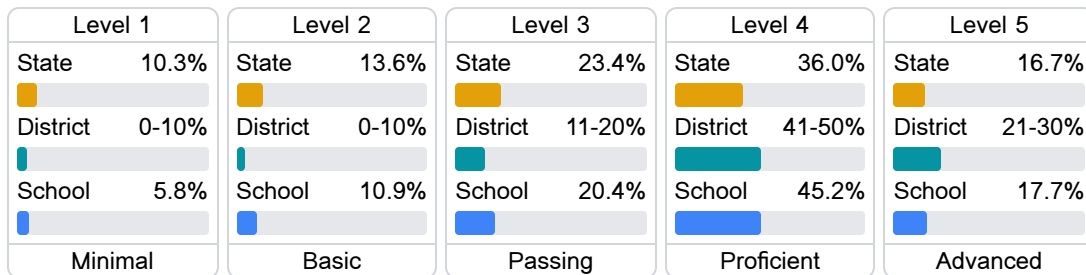 Level 1
State 10.3%
District 0-10%
School 5.8%
Minimal
Level 2
State 13.6%
District 0-10%
School 10.9%
Basic
Level 3
State 23.4%
District 11-20%
School 20.4%
Passing
Level 4
State 36.0%
District 41-50%
School 45.2%
Proficient
Level 5
State 16.7%
District 21-30%
School 17.7%
Advanced